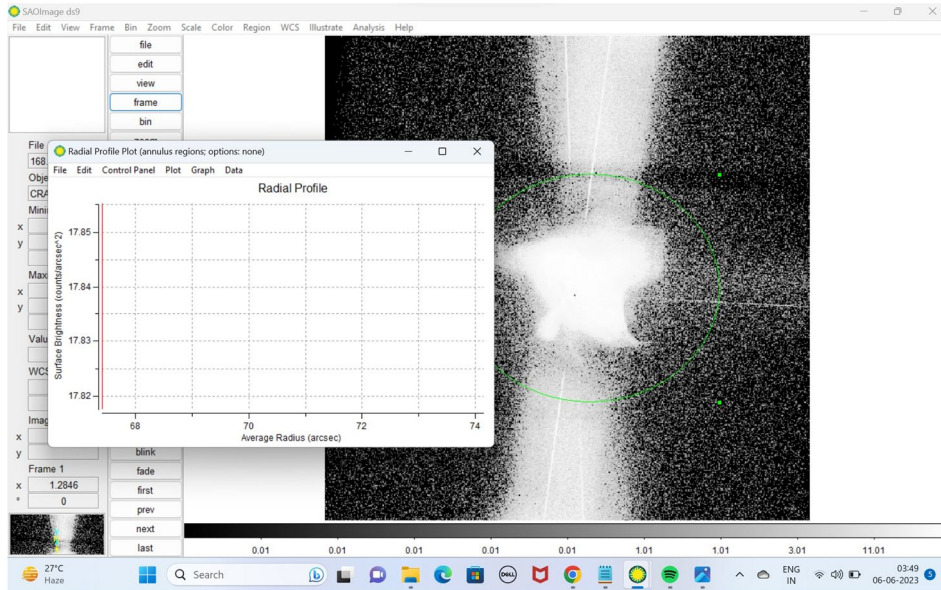 SAOImage ds9
File Edit View Frame Bin Zoom Scale Color Region WCS Illustrate Analysis Help
file
edit
view
frame
bin
File
168.
Obje
CRA
Mini
x
y
Max
x
y
Valu
WCS
Imag
x
y
Frame 1
x 1.2846
° 0
Radial Profile Plot (annulus regions; options: none)
File Edit Control Panel Plot Graph Data
Radial Profile
Surface Brightness (counts/arcsec^2)
17.85
17.84
17.83
17.82
68 70 72 74
Average Radius (arcsec)
blink
fade
first
prev
next
last
0.01 0.01 0.01 0.01 0.01 1.01 1.01 3.01 11.01
27°C
Haze
Search
DELL
ENG
IN
03:49
06-06-2023
5